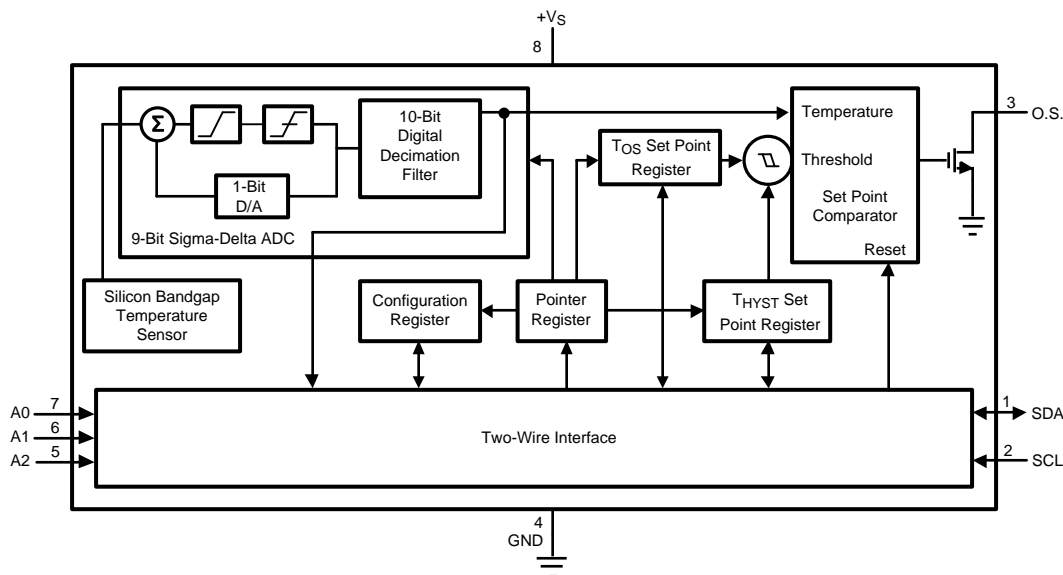 +VS
8
10-Bit
Digital
Decimation
Filter
Σ
1-Bit
D/A
9-Bit Sigma-Delta ADC
TOS Set Point
Register
Temperature
Threshold
Set Point
Comparator
Reset
3
O.S.
Silicon Bandgap
Temperature
Sensor
Configuration
Register
Pointer
Register
THYST Set
Point Register
A0
7
A1
6
A2
5
Two-Wire Interface
1
SDA
2
SCL
4
GND